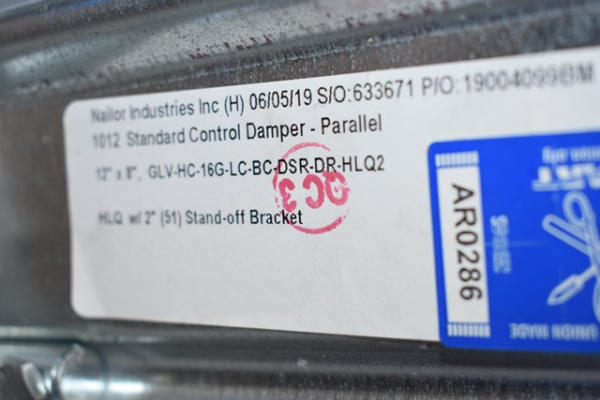 Nailor Industries Inc (H) 06/05/19 S/O:633671 P/O:19004099BM
1012 Standard Control Damper - Parallel
12" x 8", GLV-HC-16G-LC-BC-DSR-DR-HLQ2
QC 3
HLQ w/ 2" (51) Stand-off Bracket
AR0286
UNION MADE